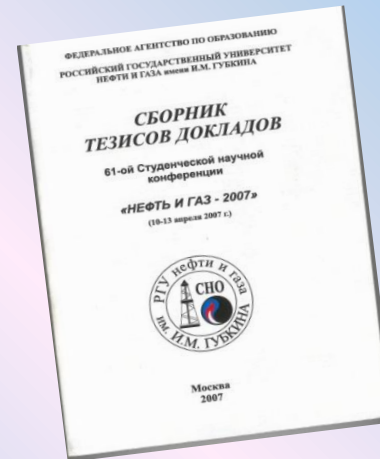 ФЕДЕРАЛЬНОЕ АГЕНТСТВО ПО ОБРАЗОВАНИЮ
РОССИЙСКИЙ ГОСУДАРСТВЕННЫЙ УНИВЕРСИТЕТ
НЕФТИ И ГАЗА имени И.М. ГУБКИНА
СБОРНИК
ТЕЗИСОВ ДОКЛАДОВ
61-ой Студенческой научной
конференции
«НЕФТЬ И ГАЗ - 2007»
(10-13 апреля 2007 г.)
РГУ нефти и газа
СНО
им. И.М. ГУБКИНА
Москва
2007